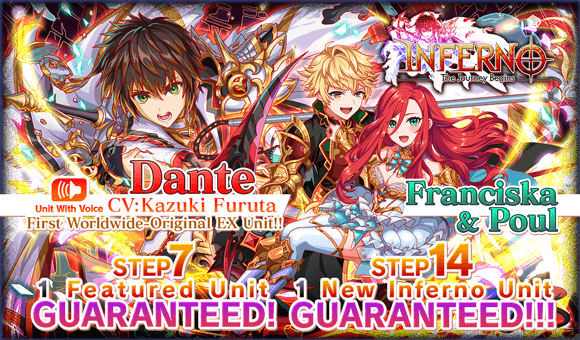 INFERNO
The Journey Begins
Dante
Unit With Voice
CV:Kazuki Furuta
First Worldwide-Original EX Unit!!
Franciska
& Poul
STEP7
1 Featured Unit
GUARANTEED!
STEP14
1 New Inferno Unit
GUARANTEED!!!